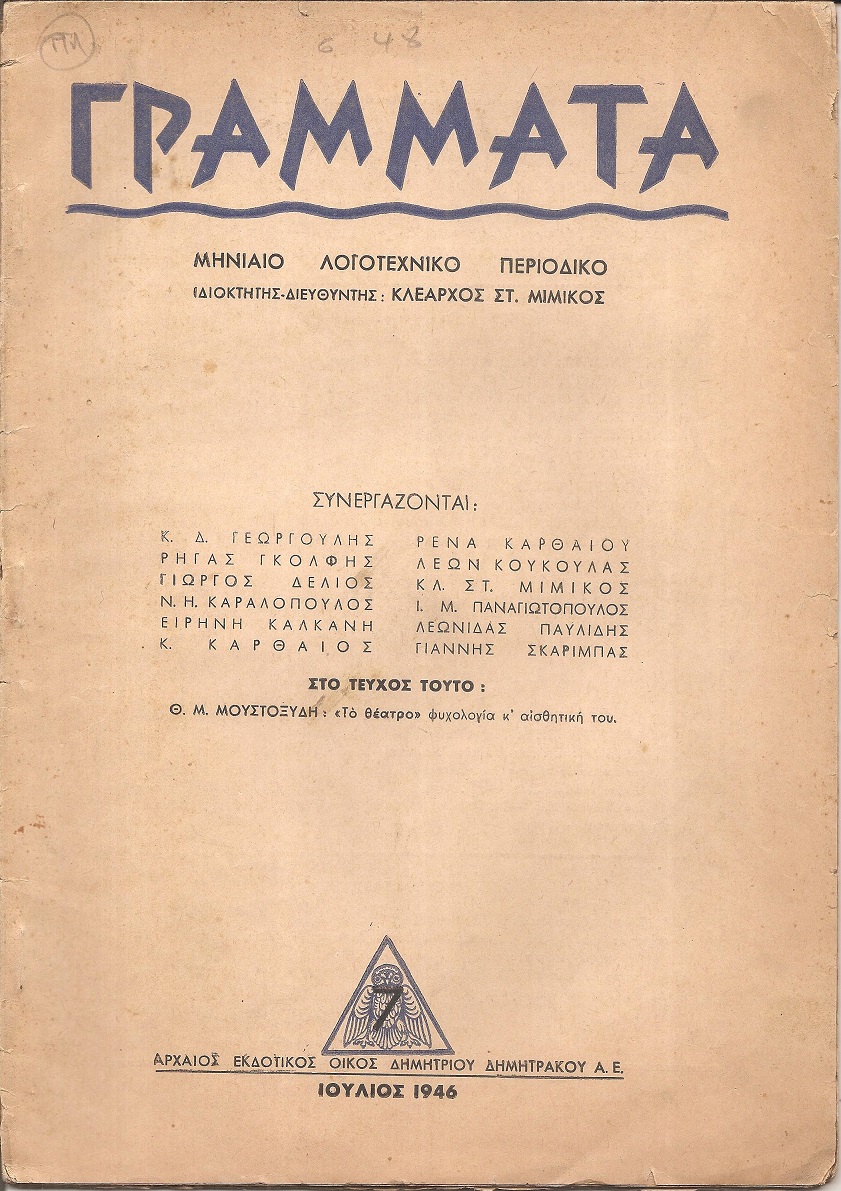 6 48
ΓΡΑΜΜΑΤΑ
ΜΗΝΙΑΙΟ ΛΟΓΟΤΕΧΝΙΚΟ ΠΕΡΙΟΔΙΚΟ
ΙΔΙΟΚΤΗΤΗΣ-ΔΙΕΥΘΥΝΤΗΣ: ΚΛΕΑΡΧΟΣ ΣΤ. ΜΙΜΙΚΟΣ
ΣΥΝΕΡΓΑΖΟΝΤΑΙ:
Κ. Δ. ΓΕΩΡΓΟΥΛΗΣ
ΡΗΓΑΣ ΓΚΟΛΦΗΣ
ΓΙΩΡΓΟΣ ΔΕΛΙΟΣ
Ν. Η. ΚΑΡΑΛΟΠΟΥΛΟΣ
ΕΙΡΗΝΗ ΚΑΛΚΑΝΗ
Κ. ΚΑΡΘΑΙΟΣ
ΡΕΝΑ ΚΑΡΘΑΙΟΥ
ΛΕΩΝ ΚΟΥΚΟΥΛΑΣ
ΚΛ. ΣΤ. ΜΙΜΙΚΟΣ
Ι. Μ. ΠΑΝΑΓΙΩΤΟΠΟΥΛΟΣ
ΛΕΩΝΙΔΑΣ ΠΑΥΛΙΔΗΣ
ΓΙΑΝΝΗΣ ΣΚΑΡΙΜΠΑΣ
ΣΤΟ ΤΕΥΧΟΣ ΤΟΥΤΟ:
Θ. Μ. ΜΟΥΣΤΟΞΥΔΗ: «Τὸ θέατρο» ψυχολογία κ' αἰσθητική του.
7
ΑΡΧΑΙΟΣ ΕΚΔΟΤΙΚΟΣ ΟΙΚΟΣ ΔΗΜΗΤΡΙΟΥ ΔΗΜΗΤΡΑΚΟΥ Α.Ε.
ΙΟΥΛΙΟΣ 1946